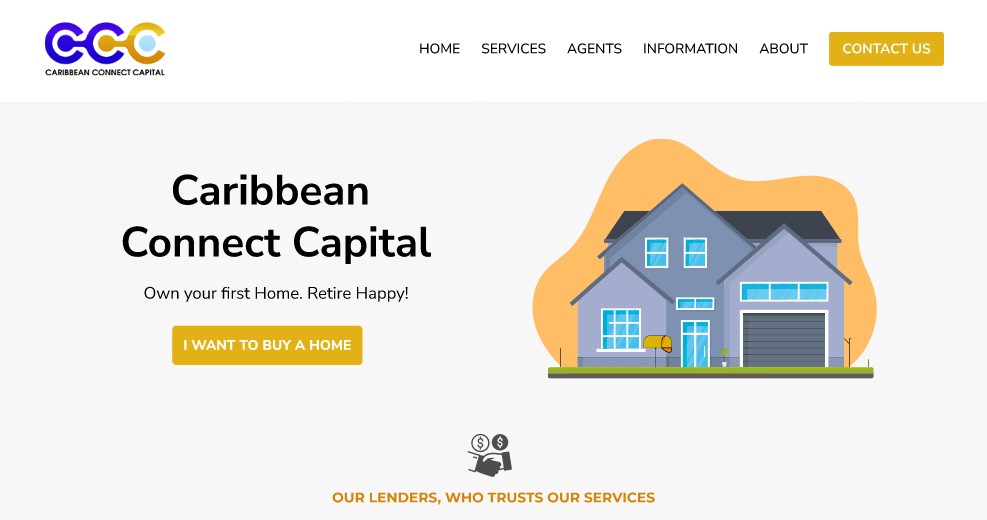 CCC
CARIBBEAN CONNECT CAPITAL
HOME SERVICES AGENTS INFORMATION ABOUT CONTACT US
Caribbean
Connect Capital
Own your first Home. Retire Happy!
I WANT TO BUY A HOME
$ $
OUR LENDERS, WHO TRUSTS OUR SERVICES